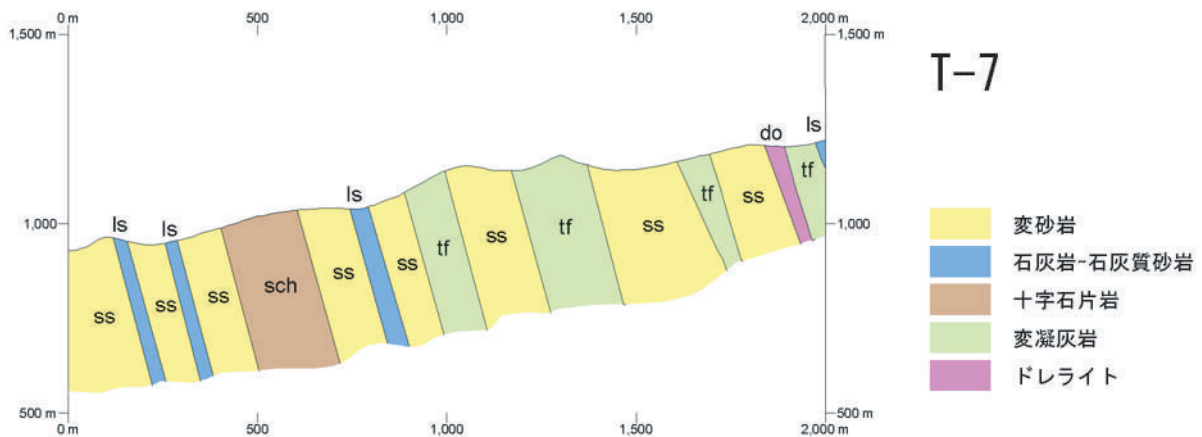 0 m 500 1,000 1,500 2,000 m
1,500 m 1,500 m
T-7
do ls
ls tf
ls ls tf ss
1,000 m 1,000 m
ss tf ss
変砂岩
tf
ss ss
石灰岩~石灰質砂岩
ss sch
十字石片岩
ss ss
変凝灰岩
ドレライト
500 m 500 m
0 m 500 1,000 1,500 2,000 m